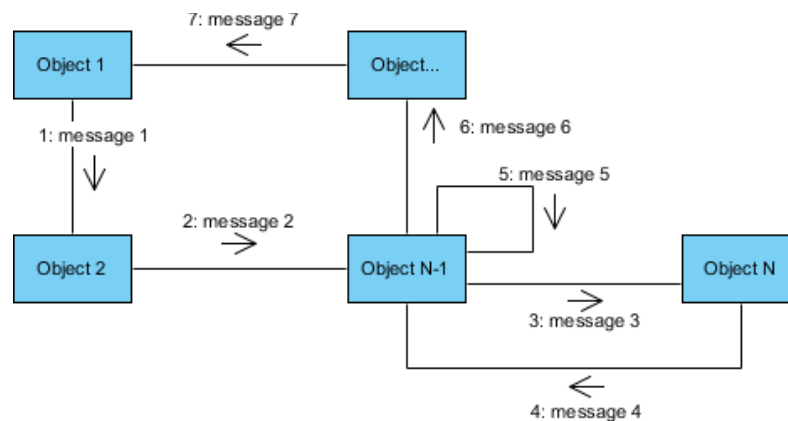 7: message 7
Object 1
Object...
1: message 1
6: message 6
5: message 5
2: message 2
Object 2
Object N-1
Object N
3: message 3
4: message 4